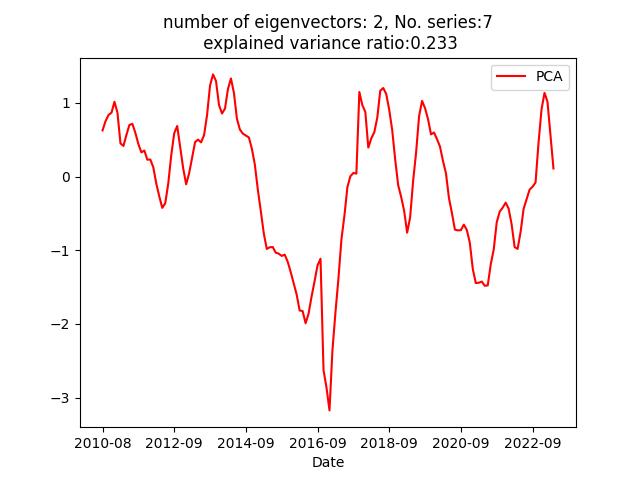 number of eigenvectors: 2, No. series:7
explained variance ratio:0.233
PCA
1
0
−1
−2
−3
2010-08 2012-09 2014-09 2016-09 2018-09 2020-09 2022-09
Date